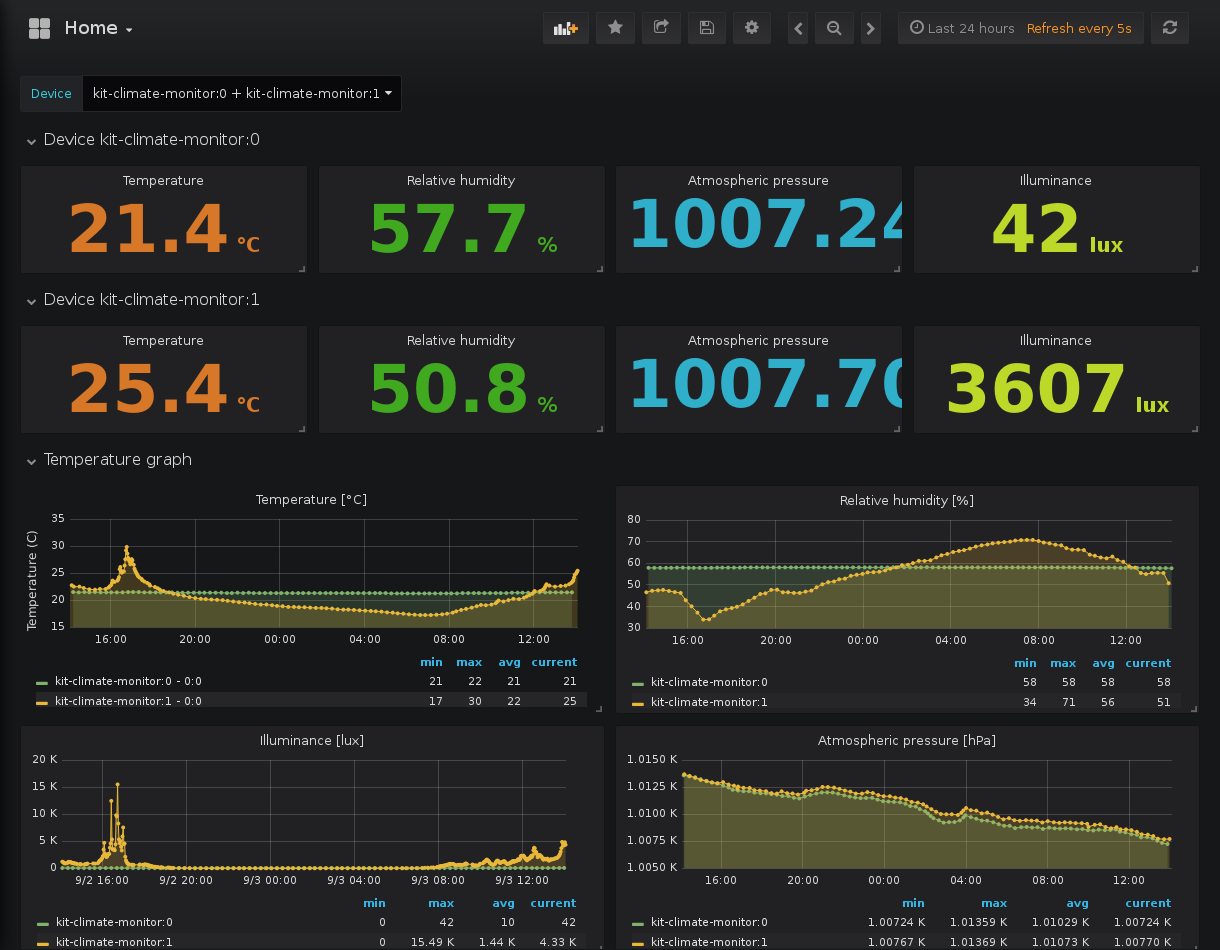 Home
Last 24 hours Refresh every 5s
Device kit-climate-monitor:0 + kit-climate-monitor:1
Device kit-climate-monitor:0
Temperature Relative humidity Atmospheric pressure Illuminance
21.4 °C 57.7 % 1007.24 42 lux
Device kit-climate-monitor:1
Temperature Relative humidity Atmospheric pressure Illuminance
25.4 °C 50.8 % 1007.70 3607 lux
Temperature graph
Temperature [°C]
Temperature (C)
35
30
25
20
15
16:00 20:00 00:00 04:00 08:00 12:00
min max avg current
kit-climate-monitor:0 - 0:0 21 22 21 21
kit-climate-monitor:1 - 0:0 17 30 22 25
Relative humidity [%]
80
70
60
50
40
30
16:00 20:00 00:00 04:00 08:00 12:00
min max avg current
kit-climate-monitor:0 58 58 58 58
kit-climate-monitor:1 34 71 56 51
Illuminance [lux]
20 K
15 K
10 K
5 K
0
9/2 16:00 9/2 20:00 9/3 00:00 9/3 04:00 9/3 08:00 9/3 12:00
min max avg current
kit-climate-monitor:0 0 42 10 42
kit-climate-monitor:1 0 15.49 K 1.44 K 4.33 K
Atmospheric pressure [hPa]
1.0150 K
1.0125 K
1.0100 K
1.0075 K
1.0050 K
16:00 20:00 00:00 04:00 08:00 12:00
min max avg current
kit-climate-monitor:0 1.00724 K 1.01359 K 1.01029 K 1.00724 K
kit-climate-monitor:1 1.00767 K 1.01369 K 1.01073 K 1.00770 K